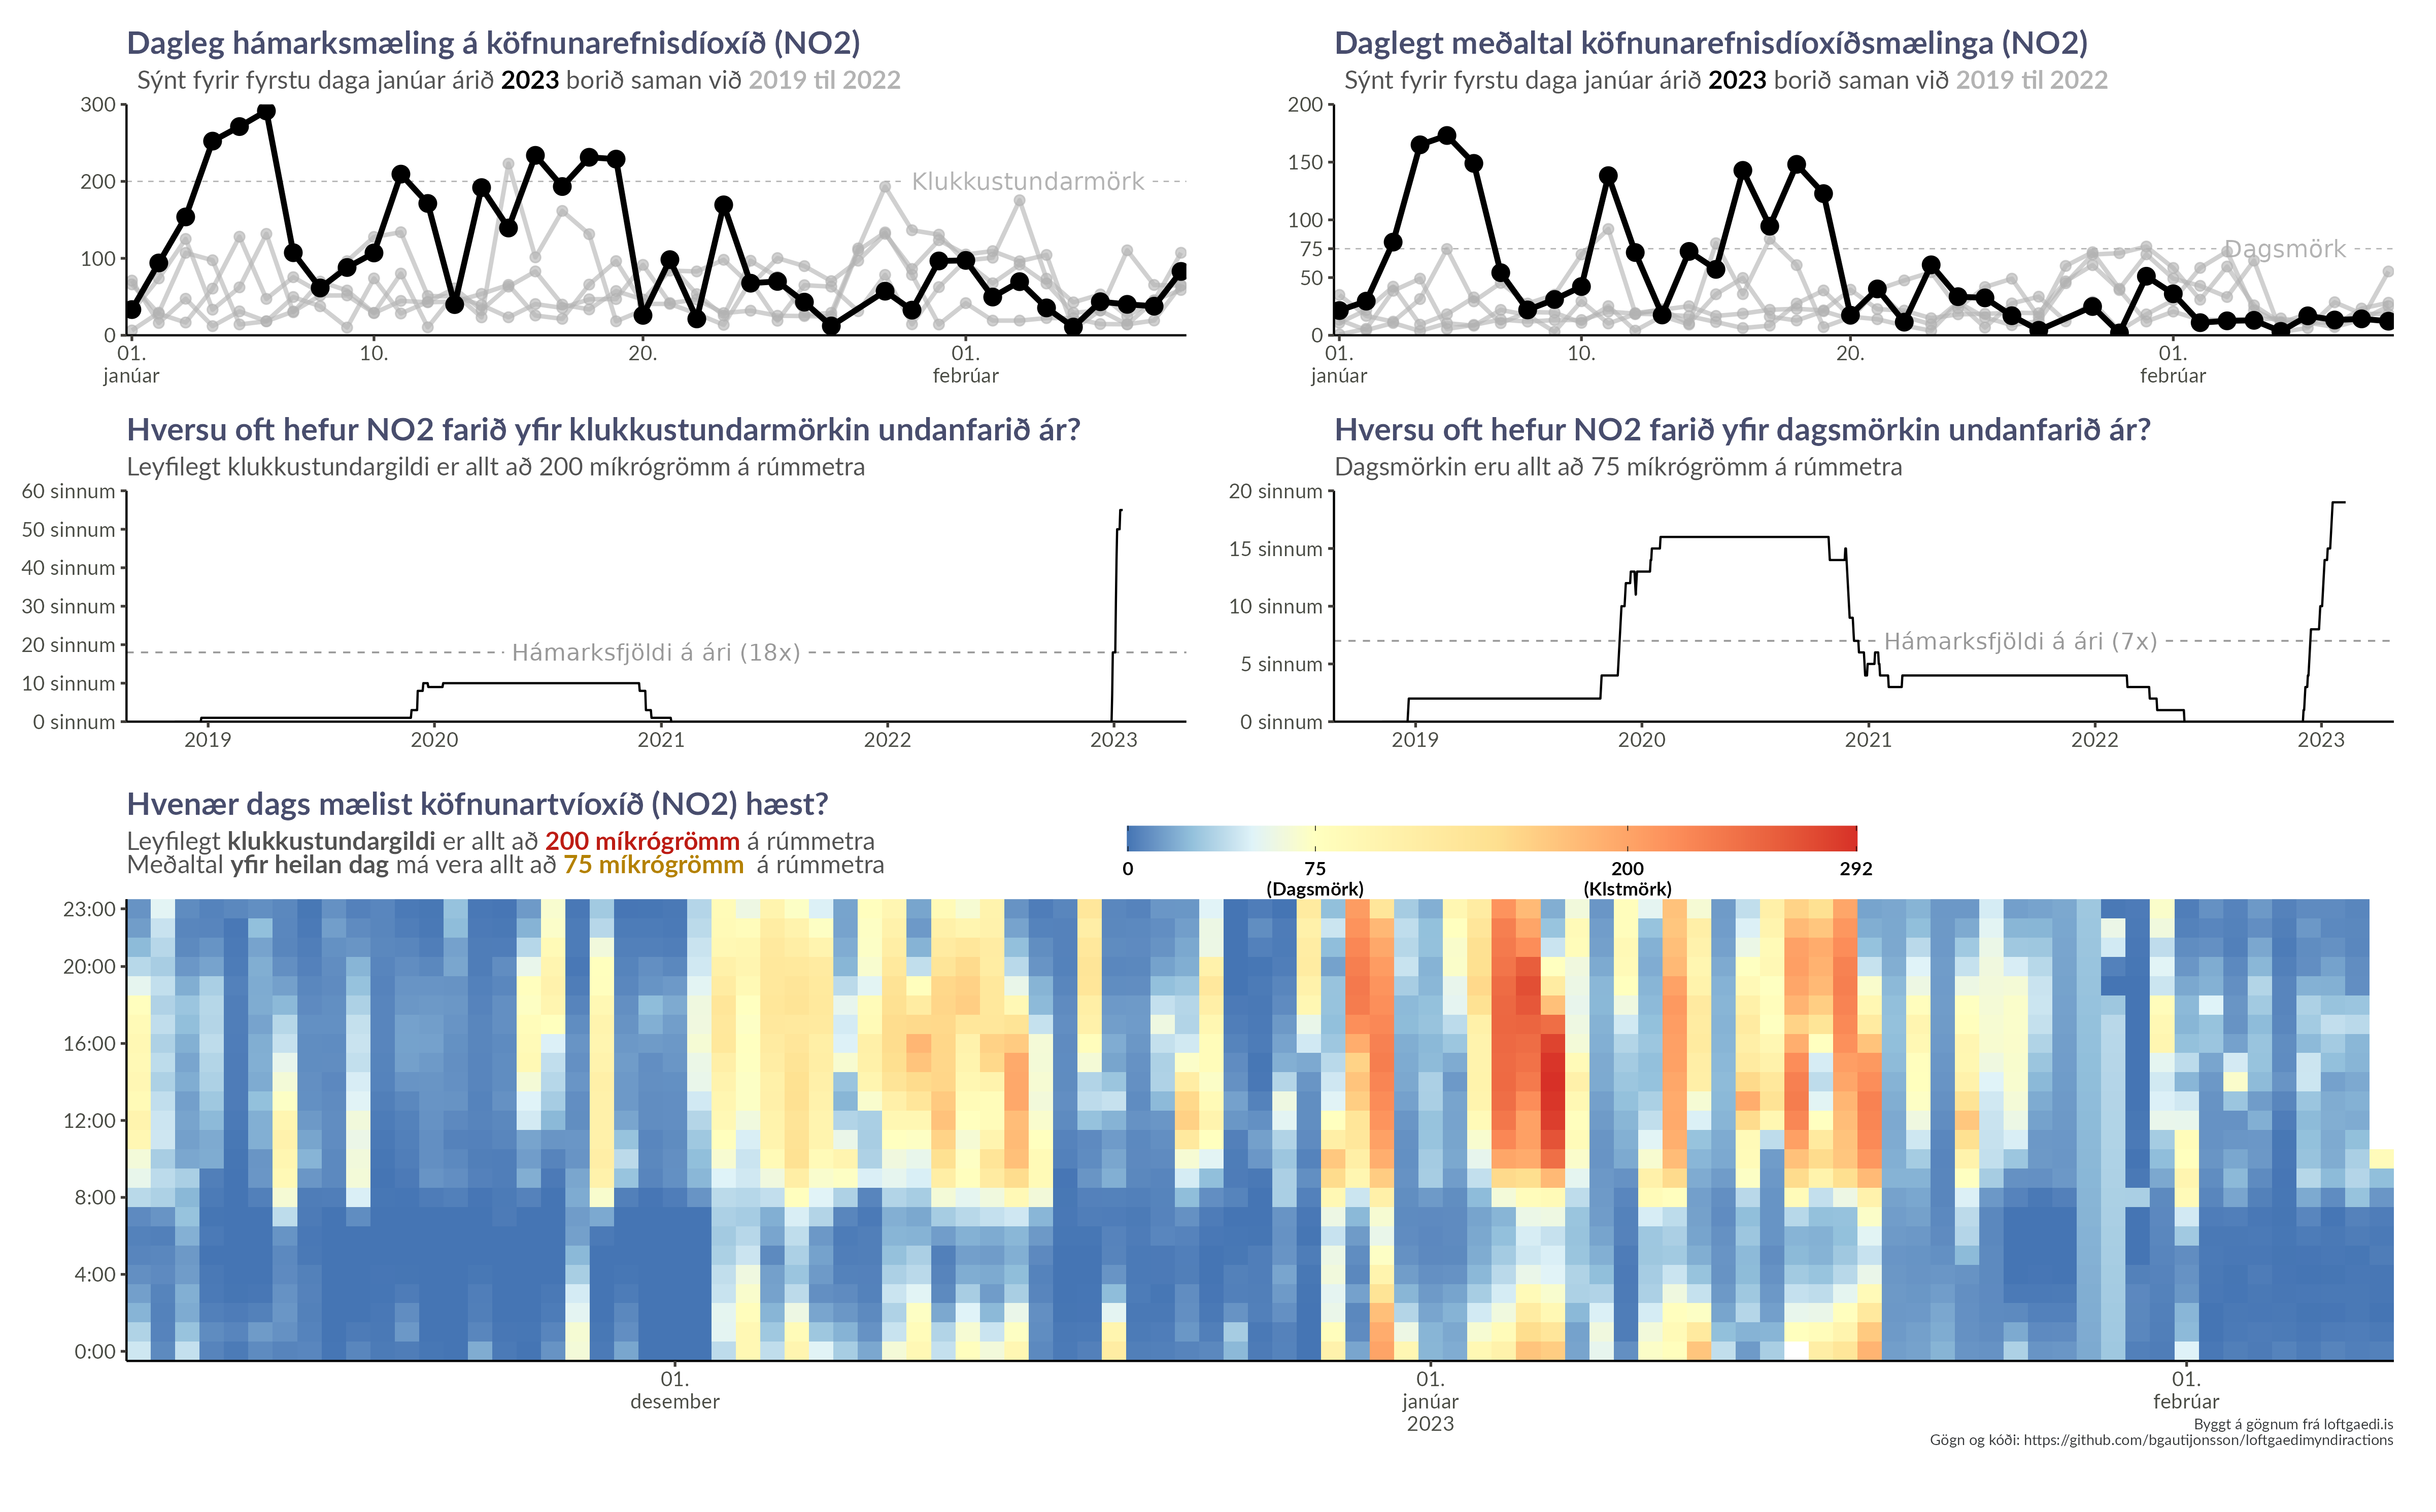 Dagleg hámarksmæling á köfnunarefnisdíoxíð (NO2)
Sýnt fyrir fyrstu daga janúar árið 2023 borið saman við 2019 til 2022
300
200
100
0
Klukkustundarmörk
01.
janúar
10.
20.
01.
febrúar
Daglegt meðaltal köfnunarefnisdíoxíðsmælinga (NO2)
Sýnt fyrir fyrstu daga janúar árið 2023 borið saman við 2019 til 2022
200
150
100
75
50
0
Dagsmörk
01.
janúar
10.
20.
01.
febrúar
Hversu oft hefur NO2 farið yfir klukkustundarmörkin undanfarið ár?
Leyfilegt klukkustundargildi er allt að 200 míkrógrömm á rúmmetra
60 sinnum
50 sinnum
40 sinnum
30 sinnum
20 sinnum
10 sinnum
0 sinnum
Hámarksfjöldi á ári (18x)
2019
2020
2021
2022
2023
Hversu oft hefur NO2 farið yfir dagsmörkin undanfarið ár?
Dagsmörkin eru allt að 75 míkrógrömm á rúmmetra
20 sinnum
15 sinnum
10 sinnum
5 sinnum
0 sinnum
Hámarksfjöldi á ári (7x)
2019
2020
2021
2022
2023
Hvenær dags mælist köfnunartvíoxíð (NO2) hæst?
Leyfilegt klukkustundargildi er allt að 200 míkrógrömm á rúmmetra
Meðaltal yfir heilan dag má vera allt að 75 míkrógrömm á rúmmetra
0
75
(Dagsmörk)
200
(Klstmörk)
292
23:00
20:00
16:00
12:00
8:00
4:00
0:00
01.
desember
01.
janúar
2023
01.
febrúar
Byggt á gögnum frá loftgaedi.is
Gögn og kóði: https://github.com/bgautijonsson/loftgaedimyndiractions